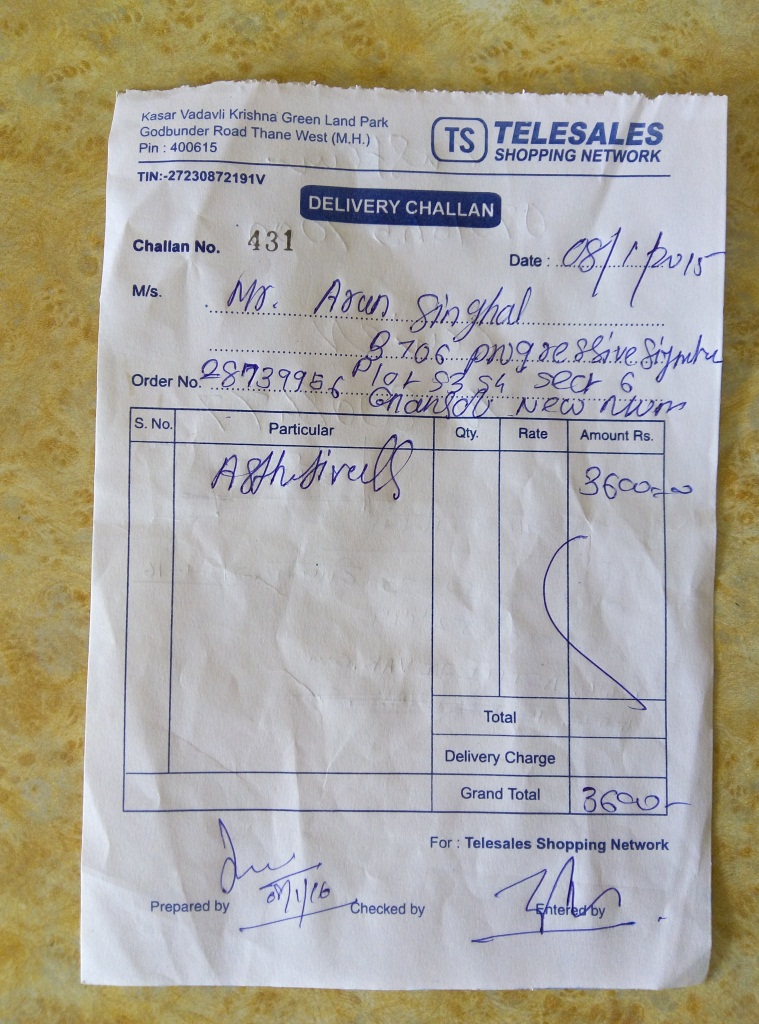 Kasar Vadavli Krishna Green Land Park
Godbunder Road Thane West (M.H.)
Pin : 400615
TS TELESALES
SHOPPING NETWORK
TIN:-27230872191V
DELIVERY CHALLAN
Challan No. 431
Date : 08/1/2015
M/s. Mr. Arun Singhal
B 706 progressive
Order No. 28739956 Plot 53 54 sect 6
S. No. Particular Qty. Rate Amount Rs.
3600=00
Total
Delivery Charge
Grand Total 3600-
For : Telesales Shopping Network
08/1/16
Prepared by Checked by Entered by